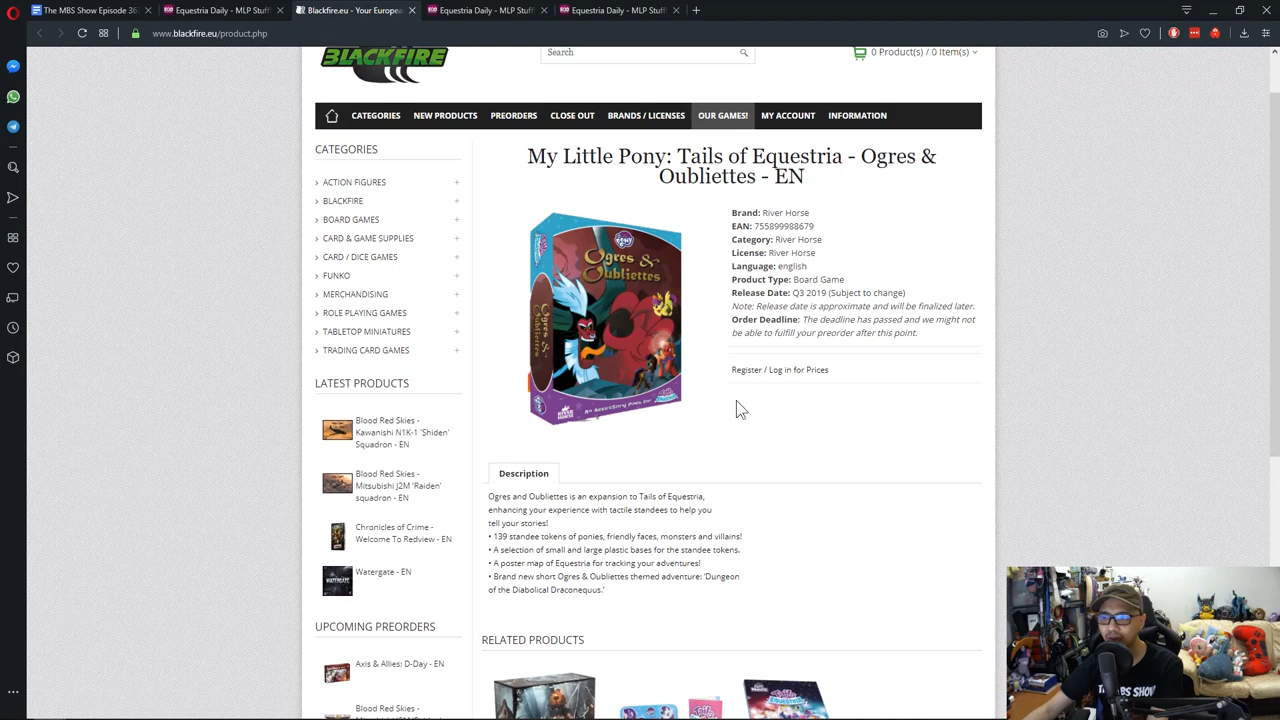 The MBS Show Episode 36
Equestria Daily - MLP Stuff!
Blackfire.eu - Your Europea
Equestria Daily - MLP Stuff!
Equestria Daily - MLP Stuff!
www.blackfire.eu/product.php
BLACKFIRE
Search
0 Product(s) / 0 Item(s)
CATEGORIES NEW PRODUCTS PREORDERS CLOSE OUT BRANDS / LICENSES OUR GAMES! MY ACCOUNT INFORMATION
CATEGORIES
ACTION FIGURES
BLACKFIRE
BOARD GAMES
CARD & GAME SUPPLIES
CARD / DICE GAMES
FUNKO
MERCHANDISING
ROLE PLAYING GAMES
TABLETOP MINIATURES
TRADING CARD GAMES
LATEST PRODUCTS
Blood Red Skies -
Kawanishi N1K-1 'Shiden'
Squadron - EN
Blood Red Skies -
Mitsubishi J2M 'Raiden'
squadron - EN
Chronicles of Crime -
Welcome To Redview - EN
Watergate - EN
UPCOMING PREORDERS
Axis & Allies: D-Day - EN
Blood Red Skies -
My Little Pony: Tails of Equestria - Ogres &
Oubliettes - EN
Ogres &
Oubliettes
Ogres & Oubliettes
RIVER HORSE
Brand: River Horse
EAN: 755899988679
Category: River Horse
License: River Horse
Language: english
Product Type: Board Game
Release Date: Q3 2019 (Subject to change)
Note: Release date is approximate and will be finalized later.
Order Deadline: The deadline has passed and we might not
be able to fulfill your preorder after this point.
Register / Log in for Prices
Description
Ogres and Oubliettes is an expansion to Tails of Equestria,
enhancing your experience with tactile standees to help you
tell your stories!
• 139 standee tokens of ponies, friendly faces, monsters and villains!
• A selection of small and large plastic bases for the standee tokens.
• A poster map of Equestria for tracking your adventures!
• Brand new short Ogres & Oubliettes themed adventure: 'Dungeon
of the Diabolical Draconequus.'
RELATED PRODUCTS
THE MBS SHOW